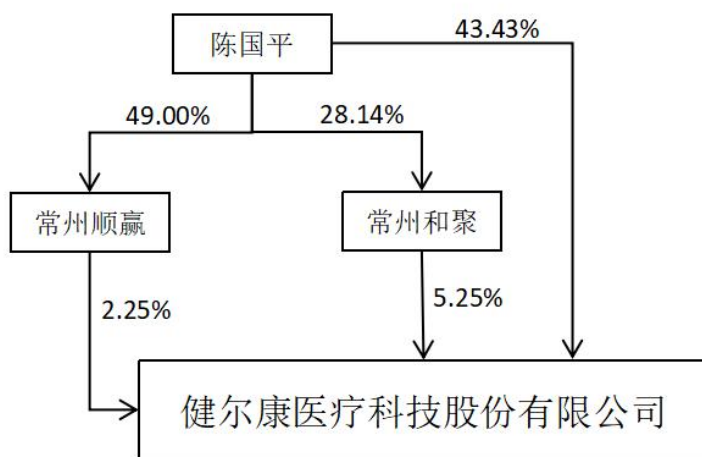 陈国平
43.43%
49.00%
28.14%
常州顺赢
常州和聚
2.25%
5.25%
健尔康医疗科技股份有限公司